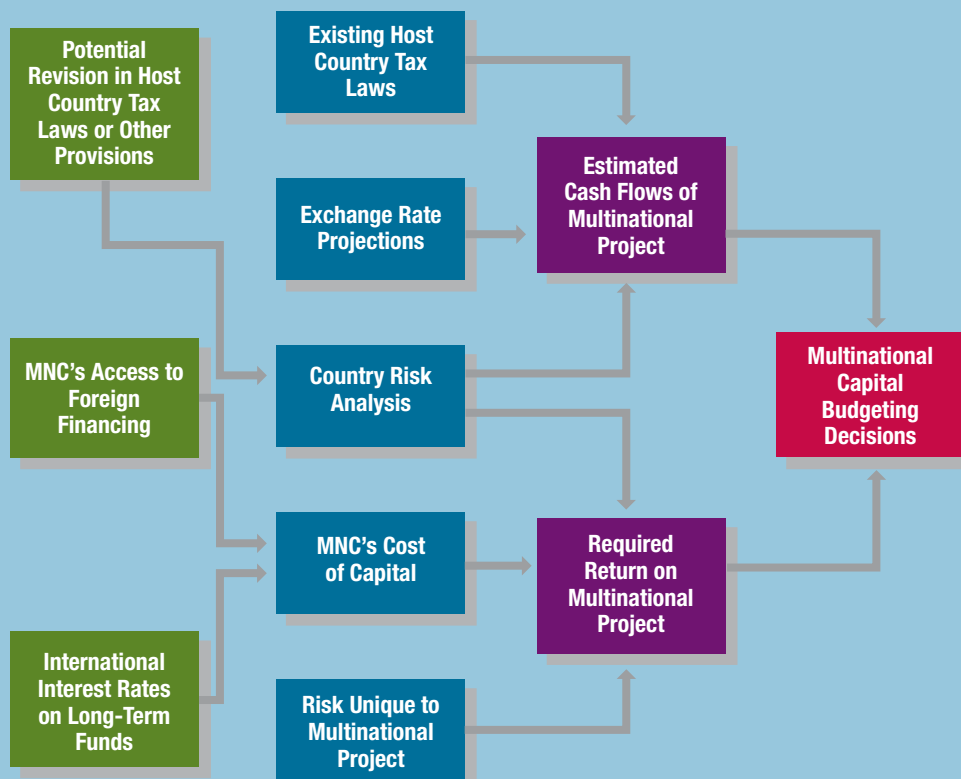 Potential
Revision in Host
Country Tax
Laws or Other
Provisions
MNC's Access to
Foreign
Financing
International
Interest Rates
on Long-Term
Funds
Existing Host
Country Tax
Laws
Exchange Rate
Projections
Country Risk
Analysis
MNC's Cost
of Capital
Risk Unique to
Multinational
Project
Estimated
Cash Flows of
Multinational
Project
Required
Return on
Multinational
Project
Multinational
Capital
Budgeting
Decisions